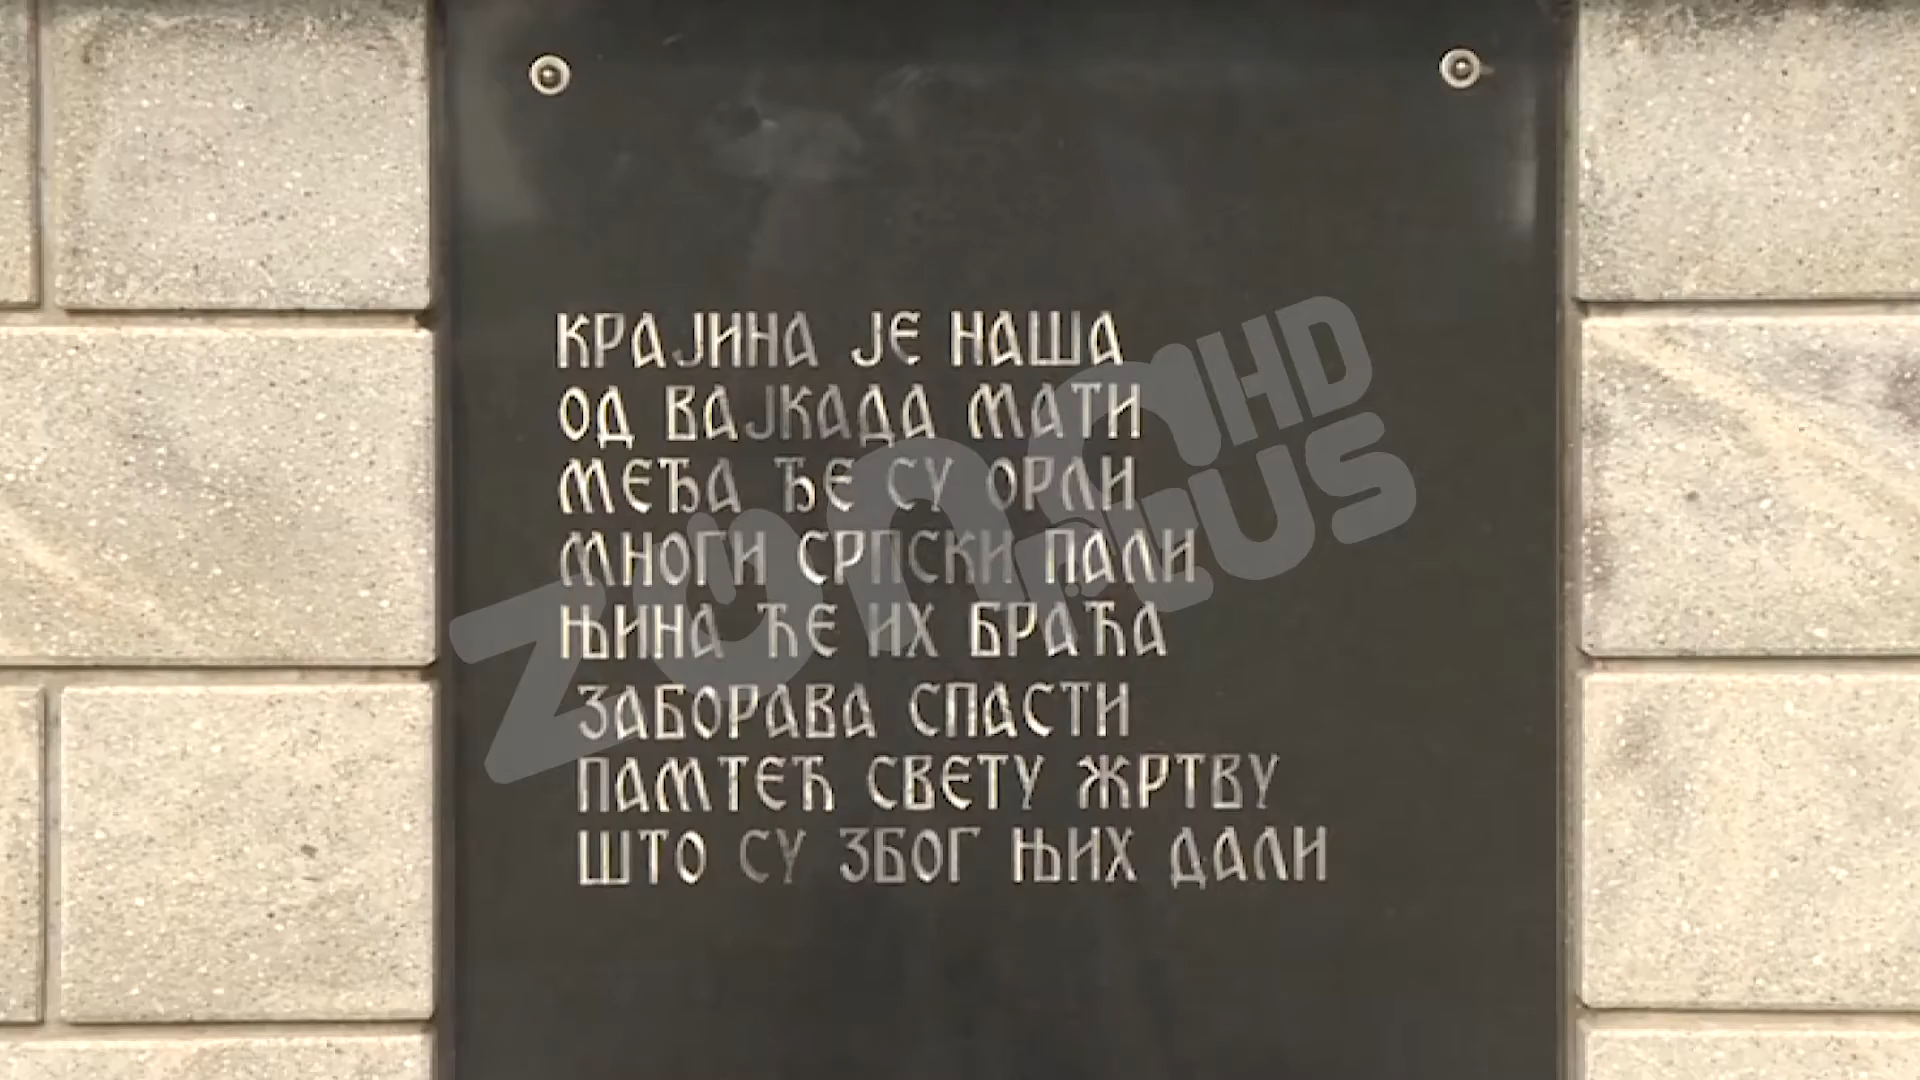 КРАЈИНА ЈЕ НАША
ОД ВАЈКАДА МАТИ
МЕЂА ЂЕ СУ ОРЛИ
МНОГИ СРПСКИ ПАЛИ
ЊИНА ЋЕ ИХ БРАЋА
ЗАБОРАВА СПАСТИ
ПАМТЕЋ СВЕТУ ЖРТВУ
ШТО СУ ЗБОГ ЊИХ ДАЛИ
HD